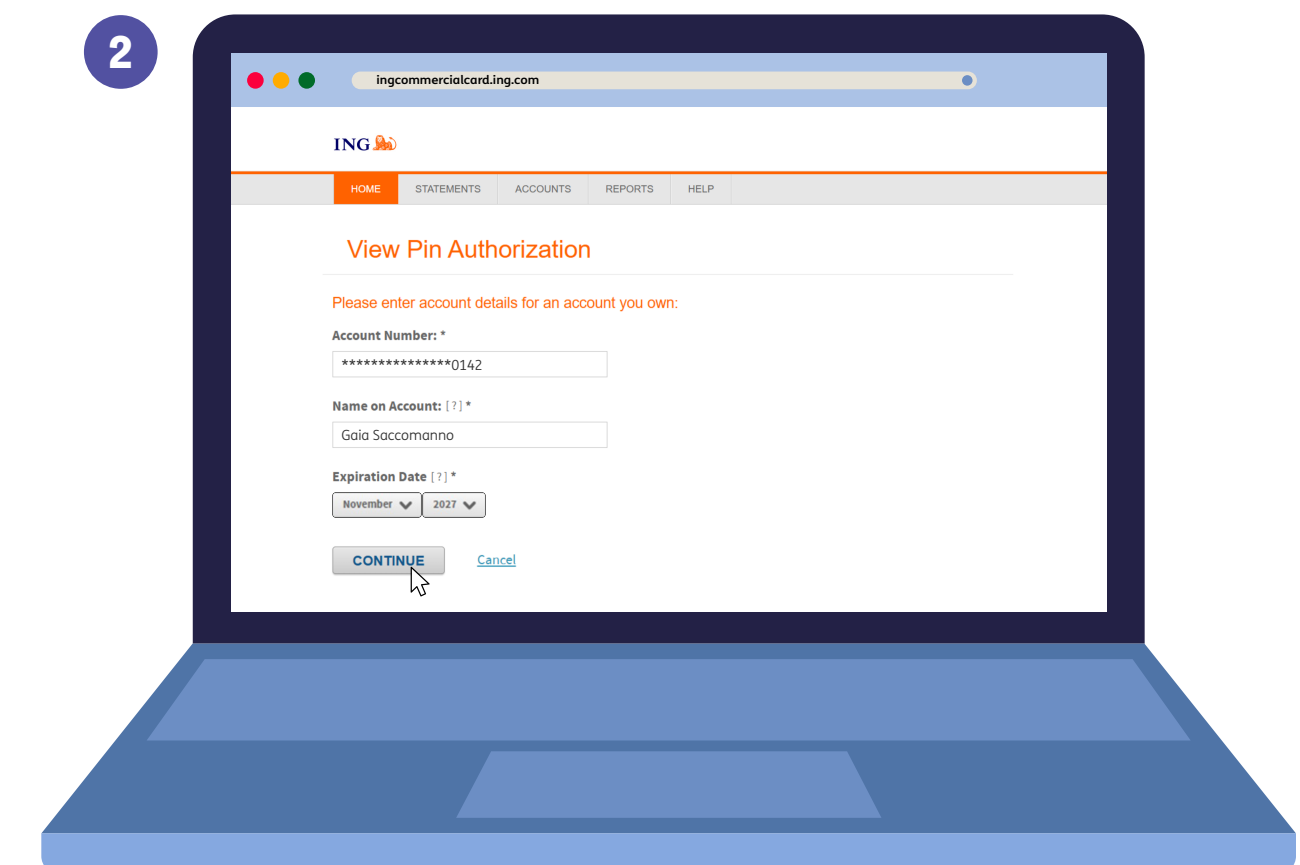 2
ingcommercialcard.ing.com
ING
HOME STATEMENTS ACCOUNTS REPORTS HELP
View Pin Authorization
Please enter account details for an account you own:
Account Number: *
***************0142
Name on Account: [?] *
Gaia Saccomanno
Expiration Date [?] *
November 2027
CONTINUE Cancel